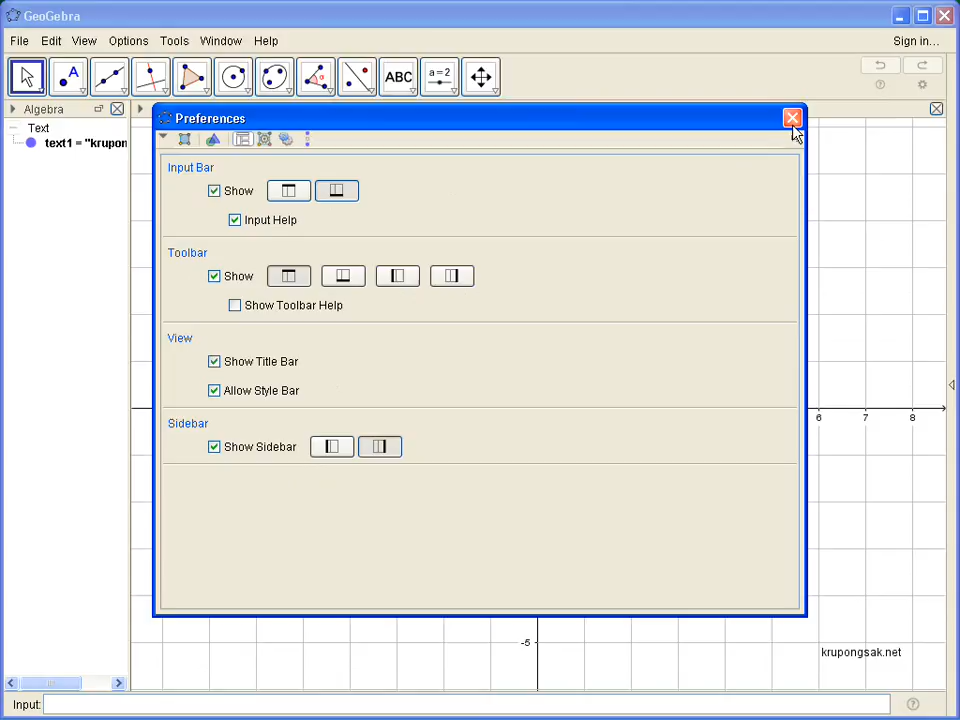 GeoGebra
File Edit View Options Tools Window Help Sign in...
A ABC a=2
Algebra
Preferences
Text
text1 = "krupon
Input Bar
Show
Input Help
Toolbar
Show
Show Toolbar Help
View
Show Title Bar
Allow Style Bar
6 7 8
Sidebar
Show Sidebar
-5
krupongsak.net
Input: